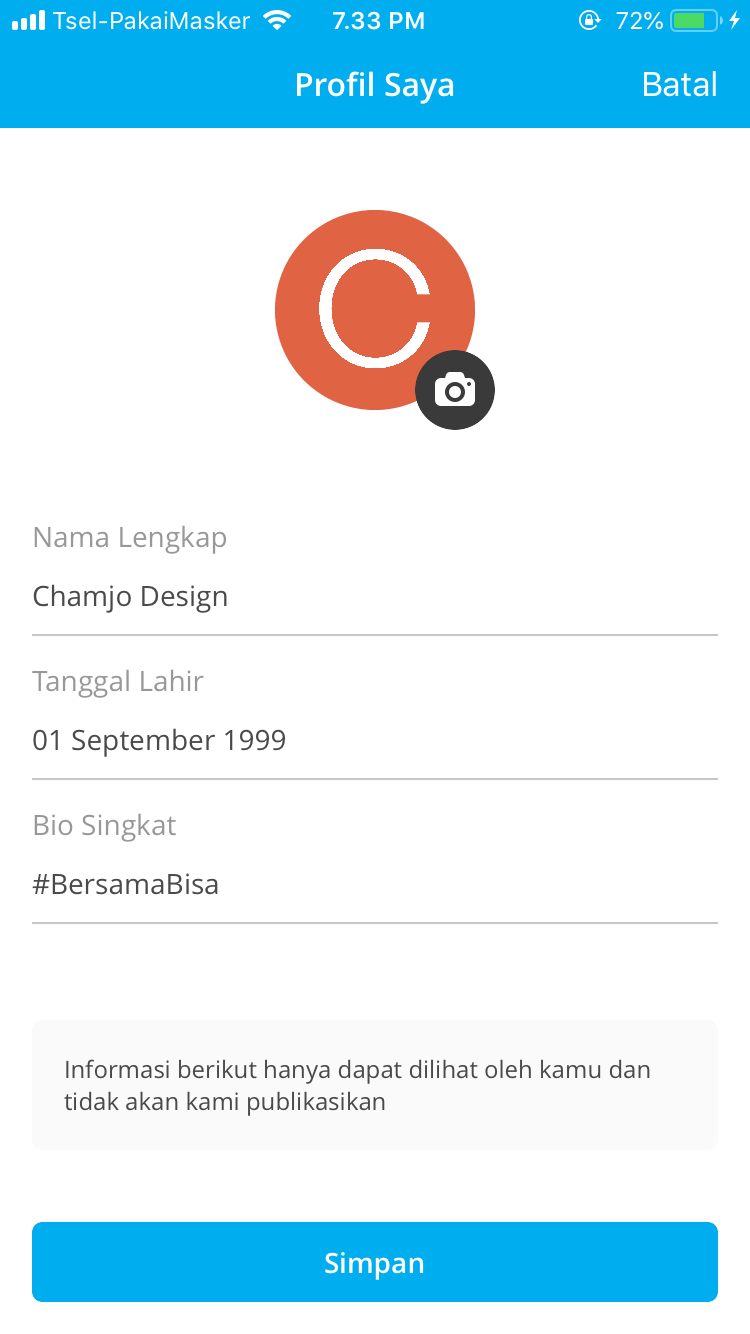 Tsel-PakaiMasker 7.33 PM 72%
Profil Saya Batal
C
Nama Lengkap
Chamjo Design
Tanggal Lahir
01 September 1999
Bio Singkat
#BersamaBisa
Informasi berikut hanya dapat dilihat oleh kamu dan
tidak akan kami publikasikan
Simpan